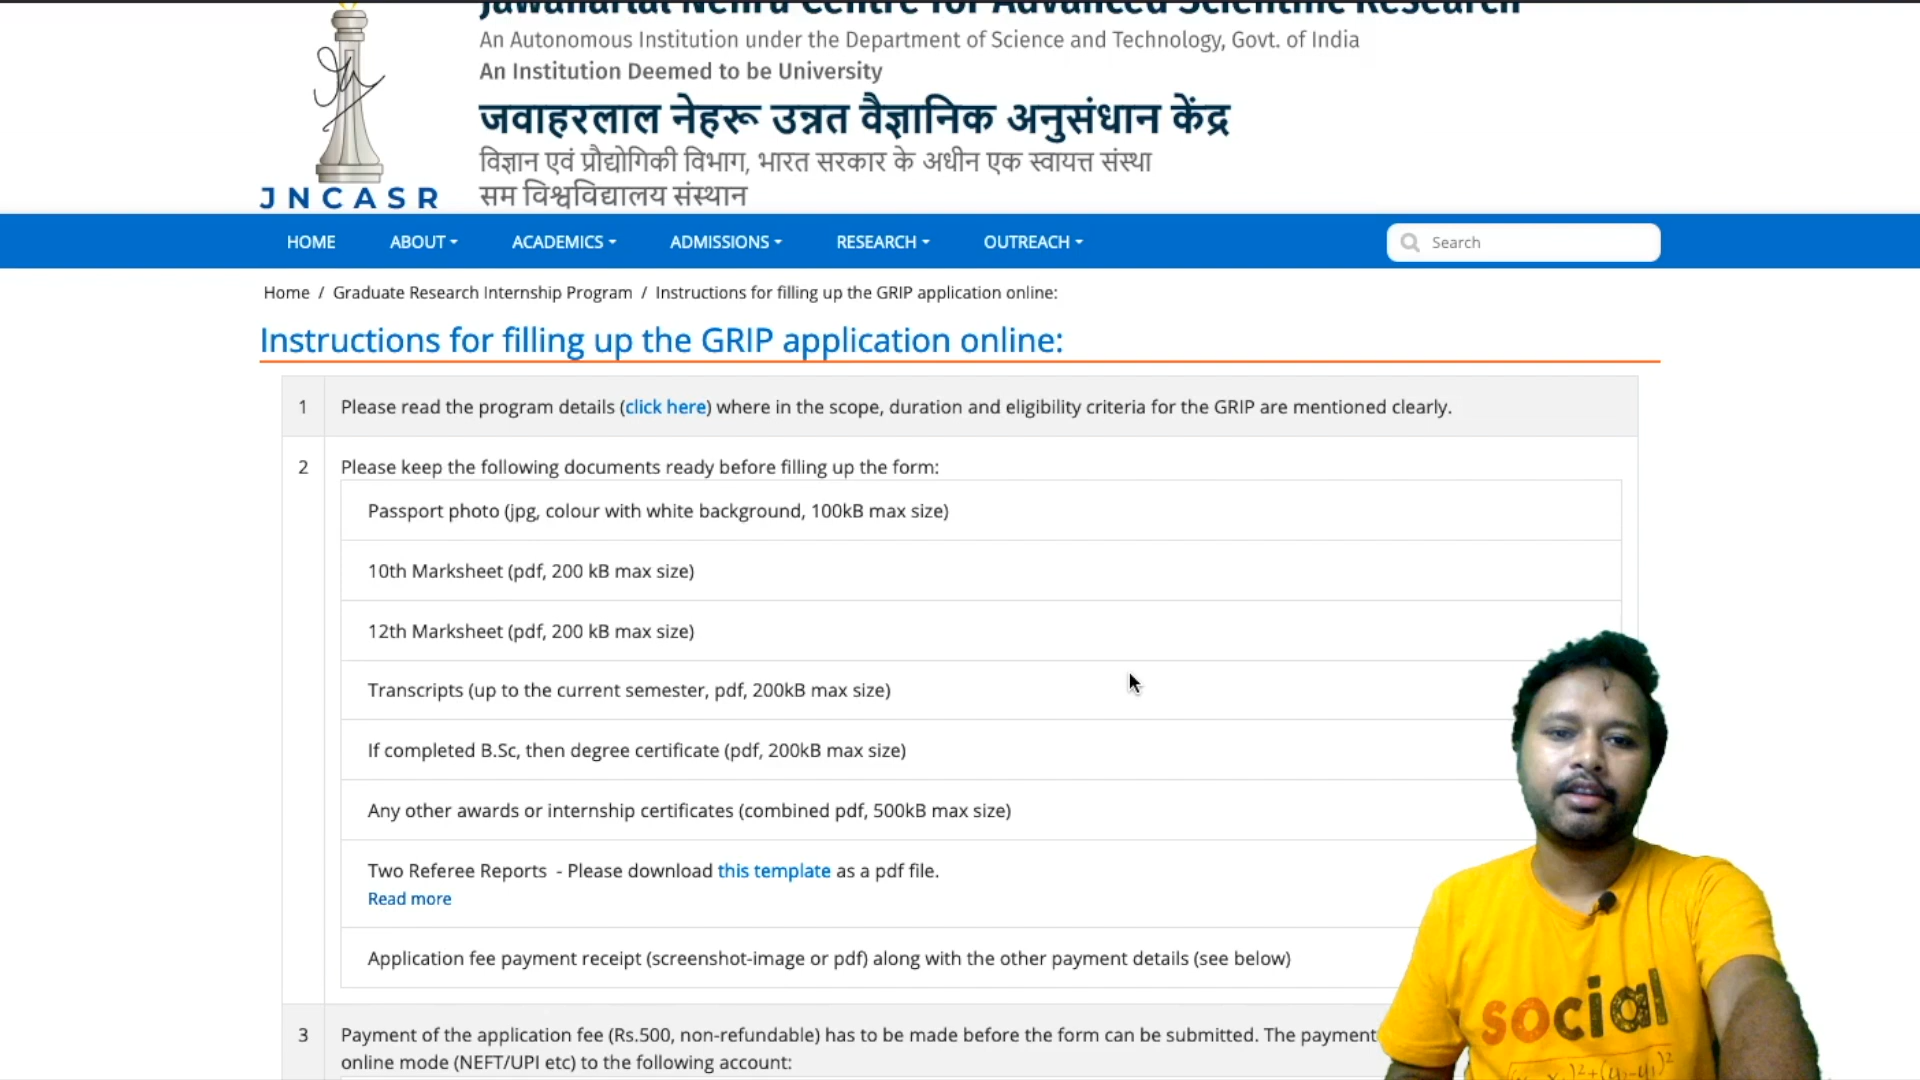 Jawaharlal Nehru Centre for Advanced Scientific Research
An Autonomous Institution under the Department of Science and Technology, Govt. of India
An Institution Deemed to be University
जवाहरलाल नेहरू उन्नत वैज्ञानिक अनुसंधान केंद्र
विज्ञान एवं प्रौद्योगिकी विभाग, भारत सरकार के अधीन एक स्वायत्त संस्था
सम विश्वविद्यालय संस्थान
JNCASR
HOME ABOUT ACADEMICS ADMISSIONS RESEARCH OUTREACH Search
Home / Graduate Research Internship Program / Instructions for filling up the GRIP application online:
Instructions for filling up the GRIP application online:
1 Please read the program details (click here) where in the scope, duration and eligibility criteria for the GRIP are mentioned clearly.
2 Please keep the following documents ready before filling up the form:
Passport photo (jpg, colour with white background, 100kB max size)
10th Marksheet (pdf, 200 kB max size)
12th Marksheet (pdf, 200 kB max size)
Transcripts (up to the current semester, pdf, 200kB max size)
If completed B.Sc, then degree certificate (pdf, 200kB max size)
Any other awards or internship certificates (combined pdf, 500kB max size)
Two Referee Reports - Please download this template as a pdf file.
Read more
Application fee payment receipt (screenshot-image or pdf) along with the other payment details (see below)
3 Payment of the application fee (Rs.500, non-refundable) has to be made before the form can be submitted. The payment
online mode (NEFT/UPI etc) to the following account:
social